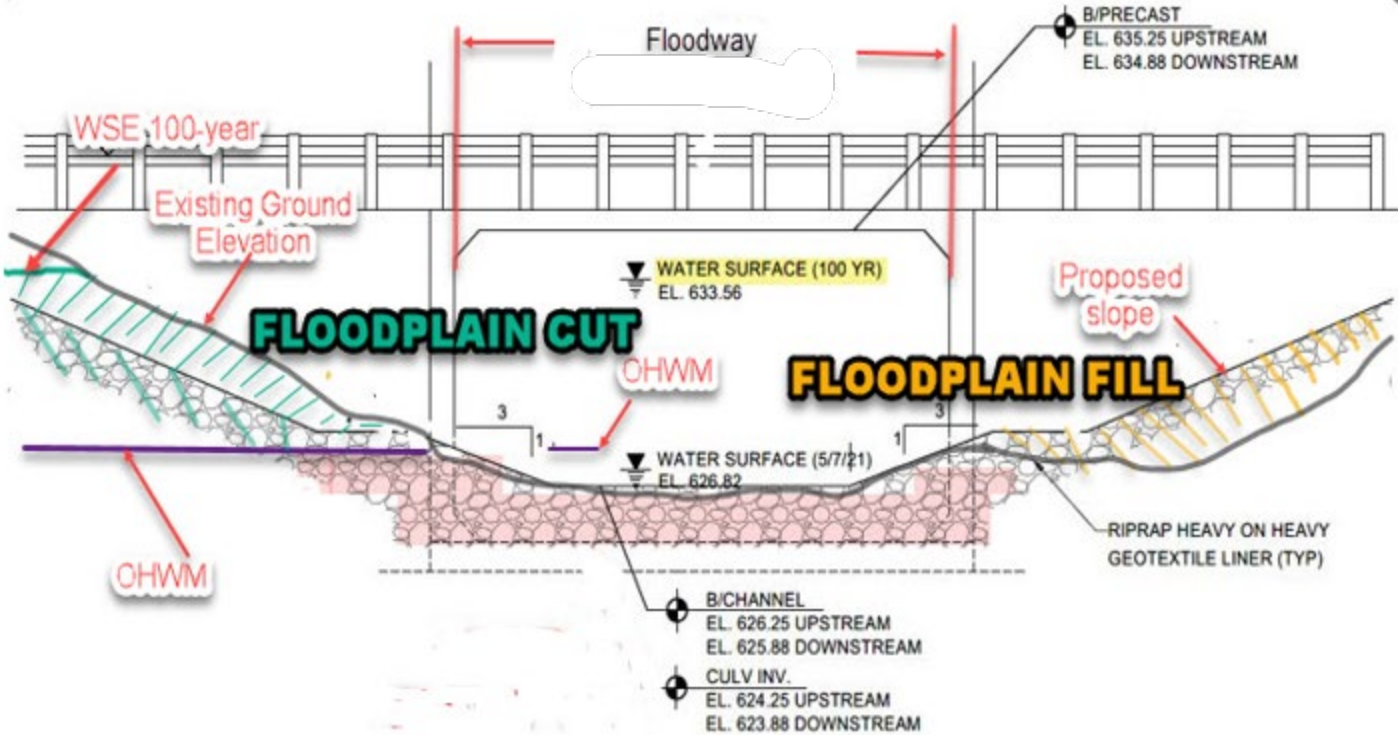 B/PRECAST
EL. 635.25 UPSTREAM
EL. 634.88 DOWNSTREAM
Floodway
WSE 100-year
Existing Ground
Elevation
WATER SURFACE (100 YR)
EL. 633.56
Proposed
slope
FLOODPLAIN CUT
OHWM
FLOODPLAIN FILL
3
1
3
1
WATER SURFACE (5/7/21)
EL. 626.82
OHWM
RIPRAP HEAVY ON HEAVY
GEOTEXTILE LINER (TYP)
B/CHANNEL
EL. 626.25 UPSTREAM
EL. 625.88 DOWNSTREAM
CULV INV.
EL. 624.25 UPSTREAM
EL. 623.88 DOWNSTREAM